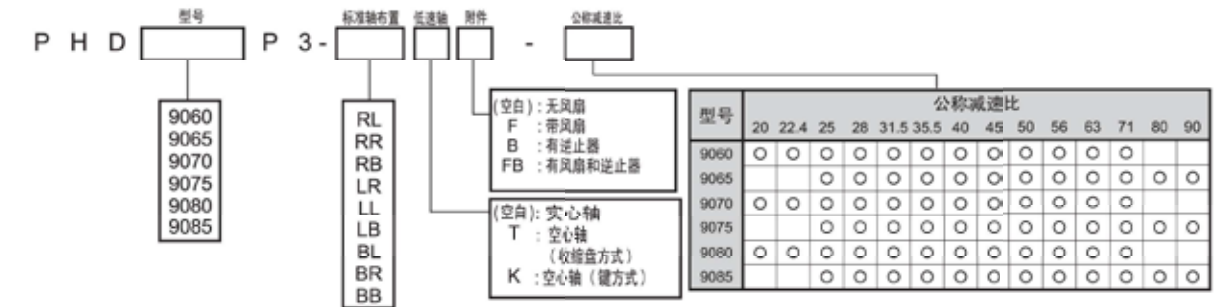 型号 标准轴布置 低速轴 附件 公称减速比
P H D P 3 - -
9060
9065
9070
9075
9080
9085
RL
RR
RB
LR
LL
LB
BL
BR
BB
(空白) : 无风扇
F : 带风扇
B : 有逆止器
FB : 有风扇和逆止器
(空白) : 实心轴
T : 空心轴
(收缩盘方式)
K : 空心轴 (键方式)
型号 公称减速比
20 22.4 25 28 31.5 35.5 40 45 50 56 63 71 80 90
9060 ○ ○ ○ ○ ○ ○ ○ ○ ○ ○ ○ ○
9065 ○ ○ ○ ○ ○ ○ ○ ○ ○ ○ ○ ○
9070 ○ ○ ○ ○ ○ ○ ○ ○ ○ ○ ○ ○
9075 ○ ○ ○ ○ ○ ○ ○ ○ ○ ○ ○ ○
9080 ○ ○ ○ ○ ○ ○ ○ ○ ○ ○ ○ ○
9085 ○ ○ ○ ○ ○ ○ ○ ○ ○ ○ ○ ○